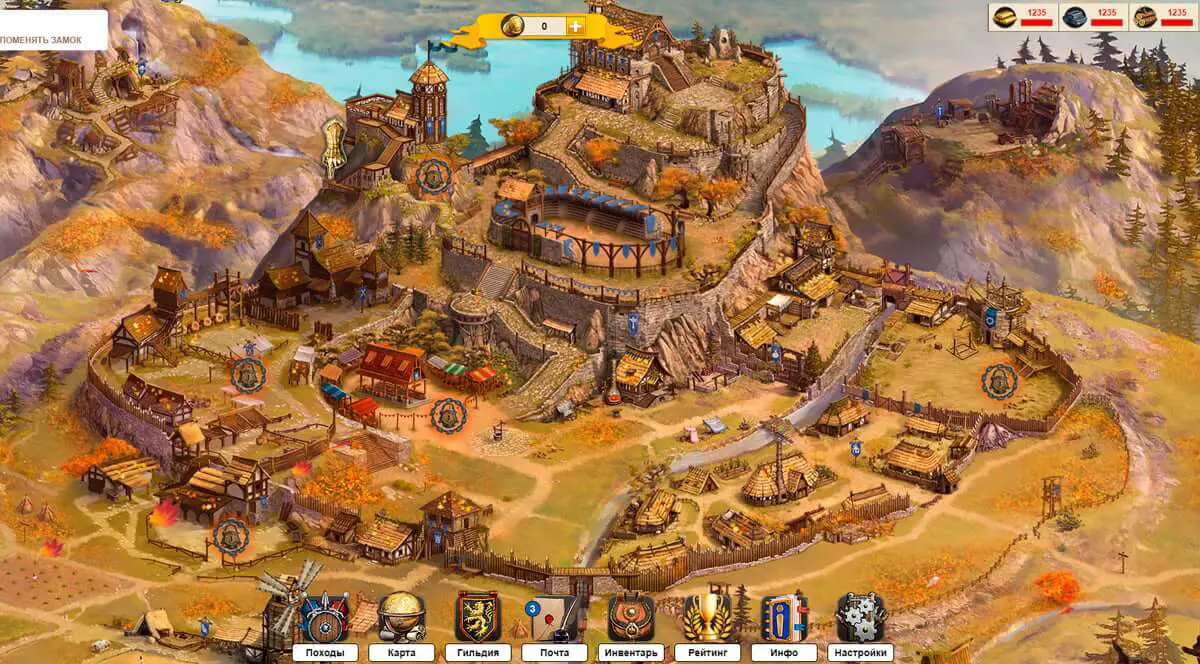 0
1235
1235
1235
ПОМЕНЯТЬ ЗАМОК
3
Походы
Карта
Гильдия
Почта
Инвентарь
Рейтинг
Инфо
Настройки